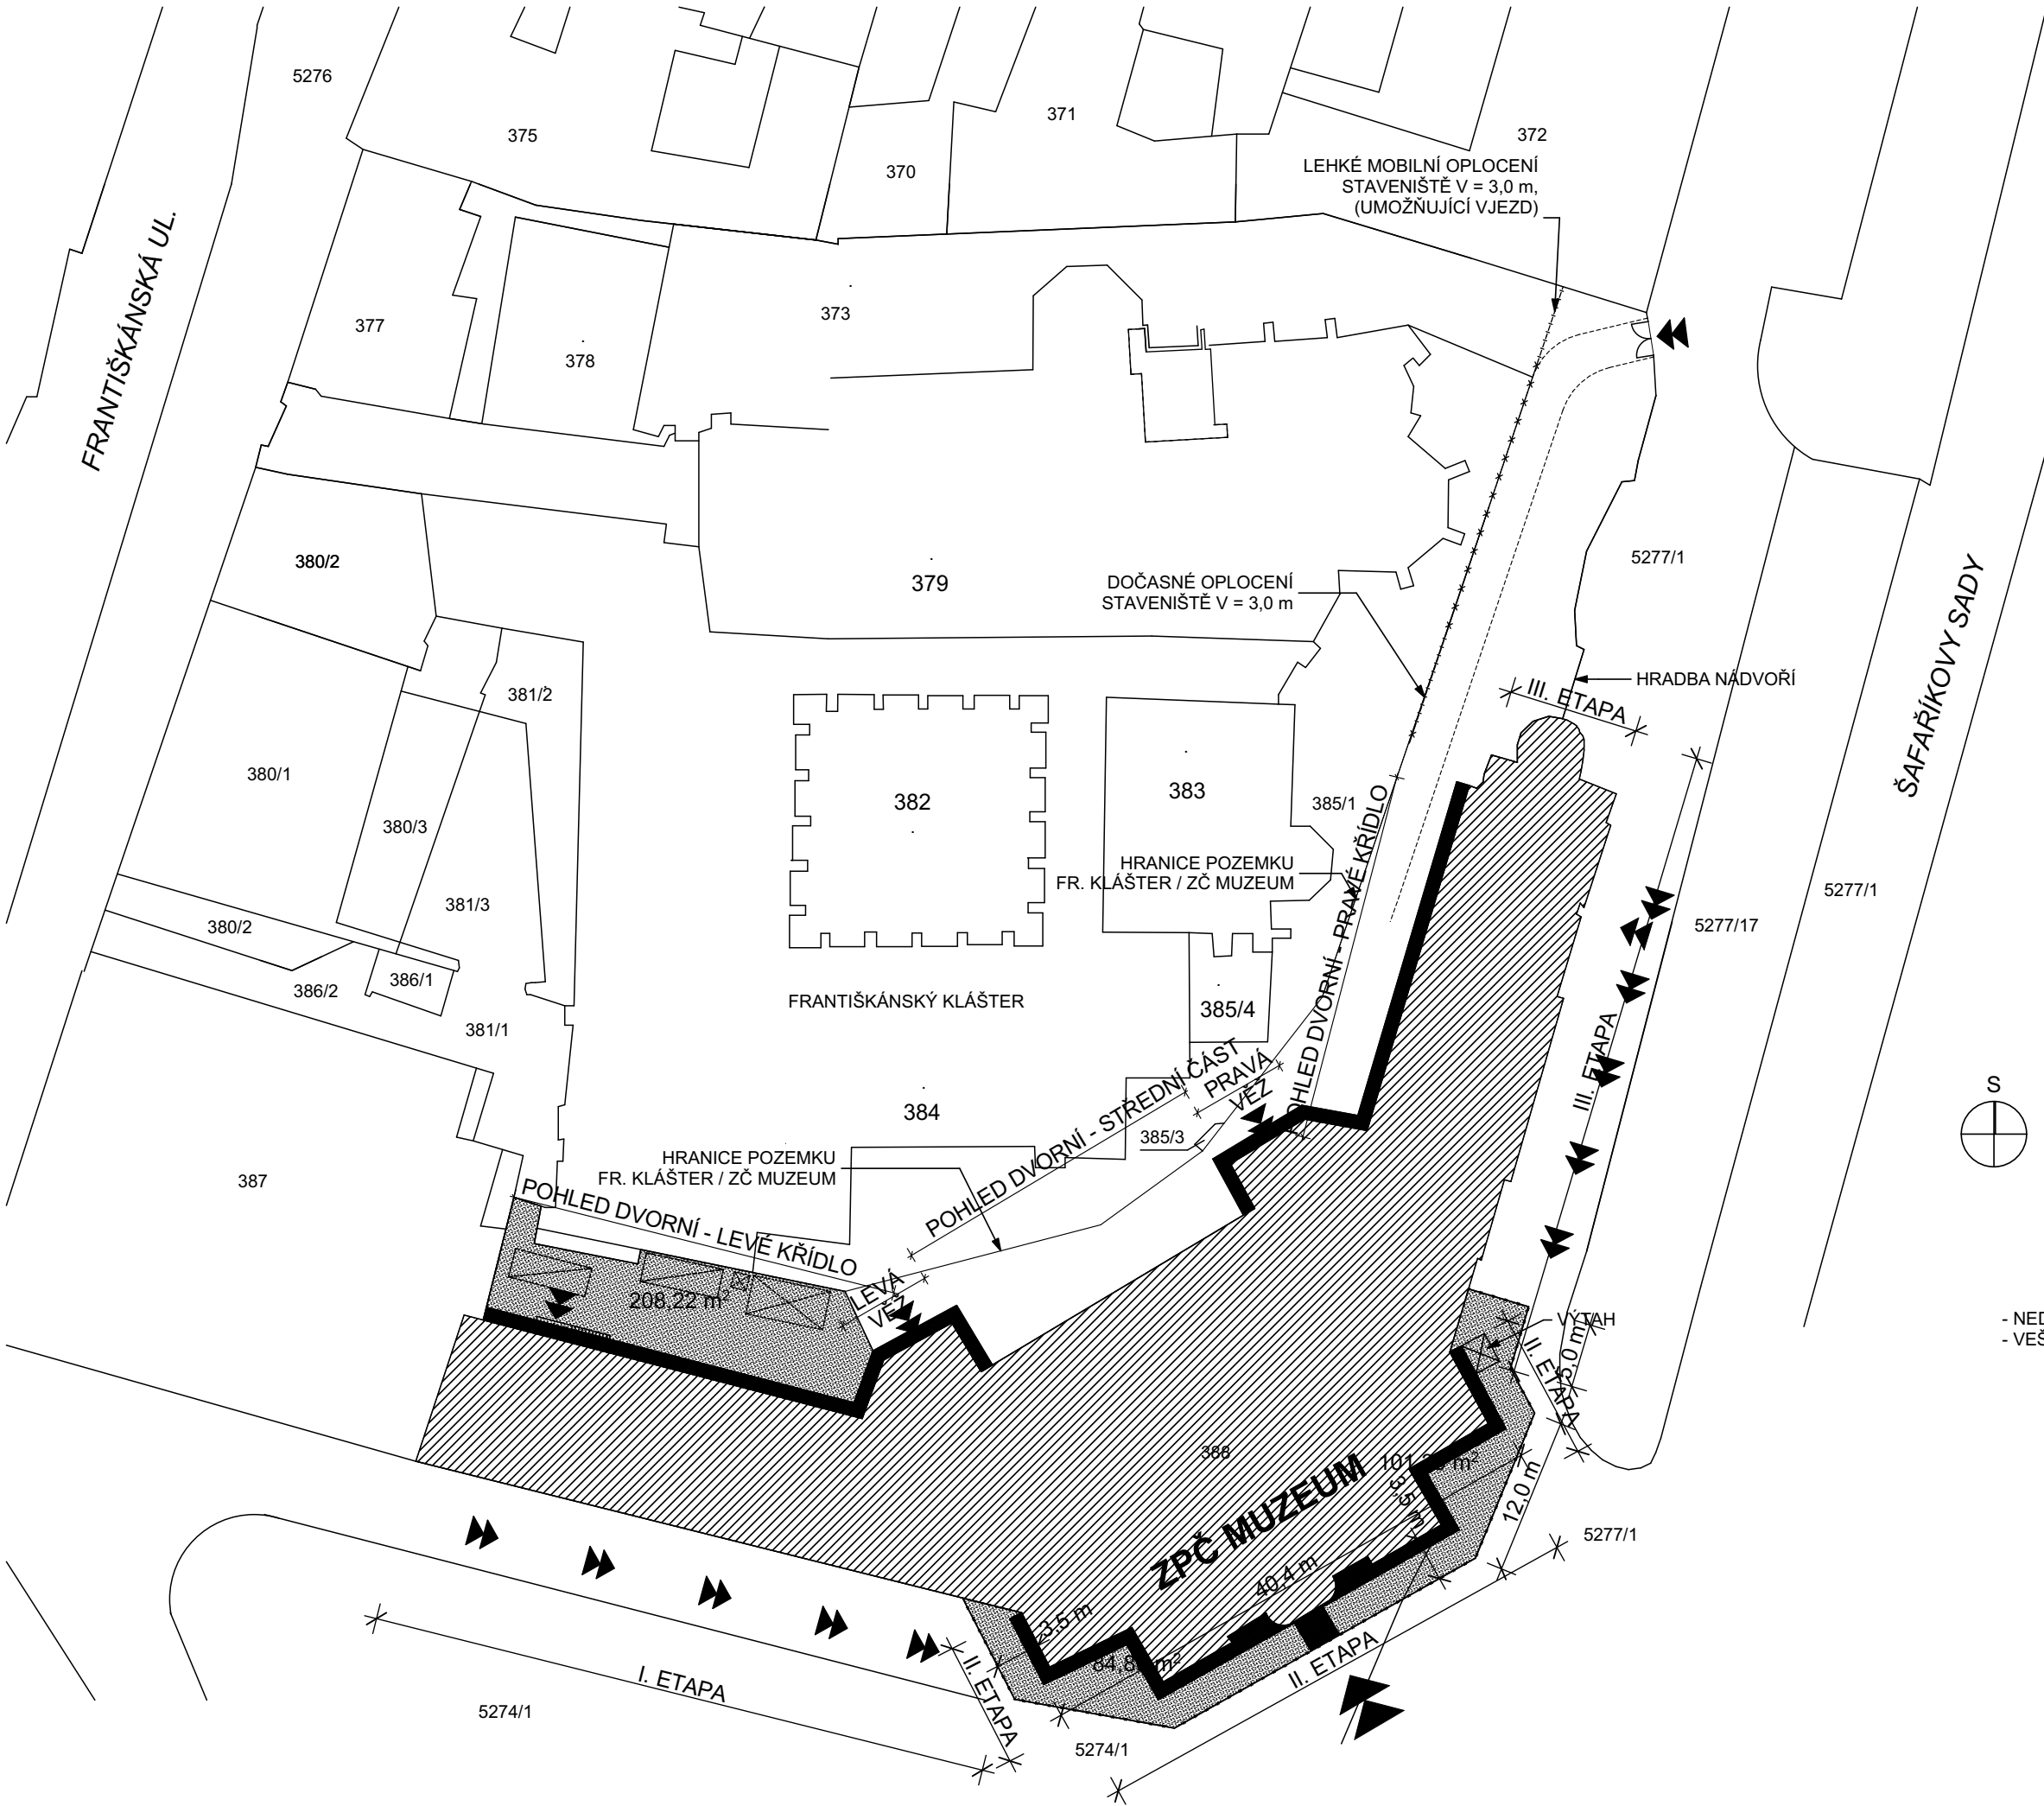 5276
375
371
370
372
LEHKÉ MOBILNÍ OPLOCENÍ
STAVENIŠTĚ V = 3,0 m,
(UMOŽŇUJÍCÍ VJEZD)
FRANTIŠKÁNSKÁ UL.
377
378
373
380/2
379
DOČASNÉ OPLOCENÍ
STAVENIŠTĚ V = 3,0 m
5277/1
ŠAFAŘÍKOVY SADY
381/2
HRADBA NÁDVOŘÍ
III. ETAPA
380/1
380/3
382
383
385/1
HRANICE POZEMKU
FR. KLÁŠTER / ZČ MUZEUM
POHLED DVORNÍ - PRAVÉ KŘÍDLO
381/3
380/2
5277/17
5277/1
386/1
386/2
381/1
FRANTIŠKÁNSKÝ KLÁŠTER
385/4
III. ETAPA
S
384
POHLED DVORNÍ - STŘEDNÍ ČÁST
PRAVÁ
VĚŽ
385/3
387
HRANICE POZEMKU
FR. KLÁŠTER / ZČ MUZEUM
POHLED DVORNÍ - LEVÉ KŘÍDLO
LEVÁ
VĚŽ
208,22 m²
VÝTAH
5,0 m
II. ETAPA
388
ZPČ MUZEUM
3,5 m
12,0 m
5277/1
40,4 m
3,5 m
II. ETAPA
I. ETAPA
II. ETAPA
5274/1
5274/1